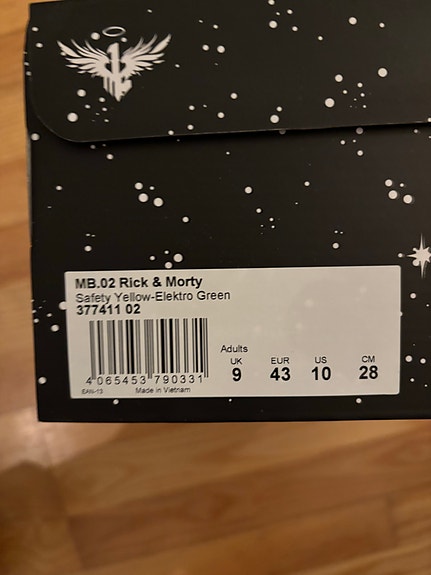 MB.02 Rick & Morty
Safety Yellow-Elektro Green
377411 02
4 065453 790331
EAN-13 Made in Vietnam
Adults
UK EUR US CM
9 43 10 28